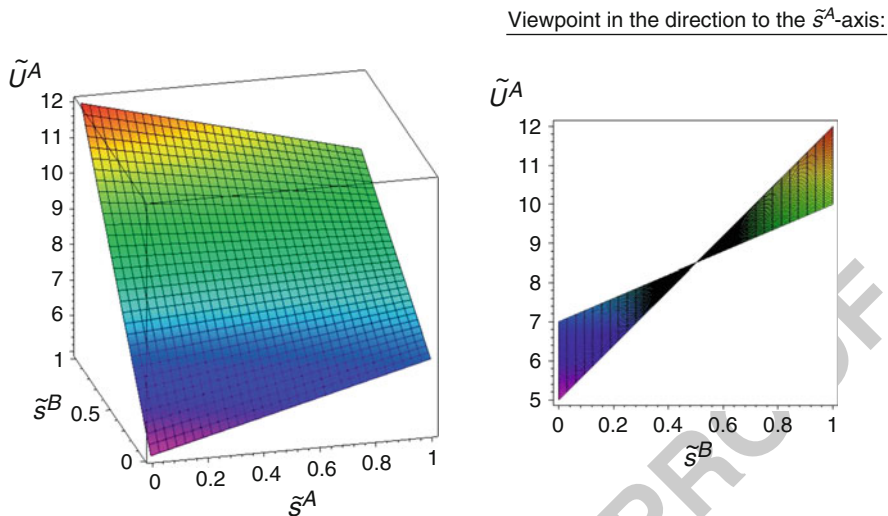 Viewpoint in the direction to the s̃ᴬ-axis:
Ũᴬ
12
11
10
9
8
7
6
1
s̃ᴮ 0.5
0
0 0.2 0.4 0.6 0.8 1
s̃ᴬ
Ũᴬ
12
11
10
9
8
7
6
5
0 0.2 0.4 0.6 0.8 1
s̃ᴮ
PROOF